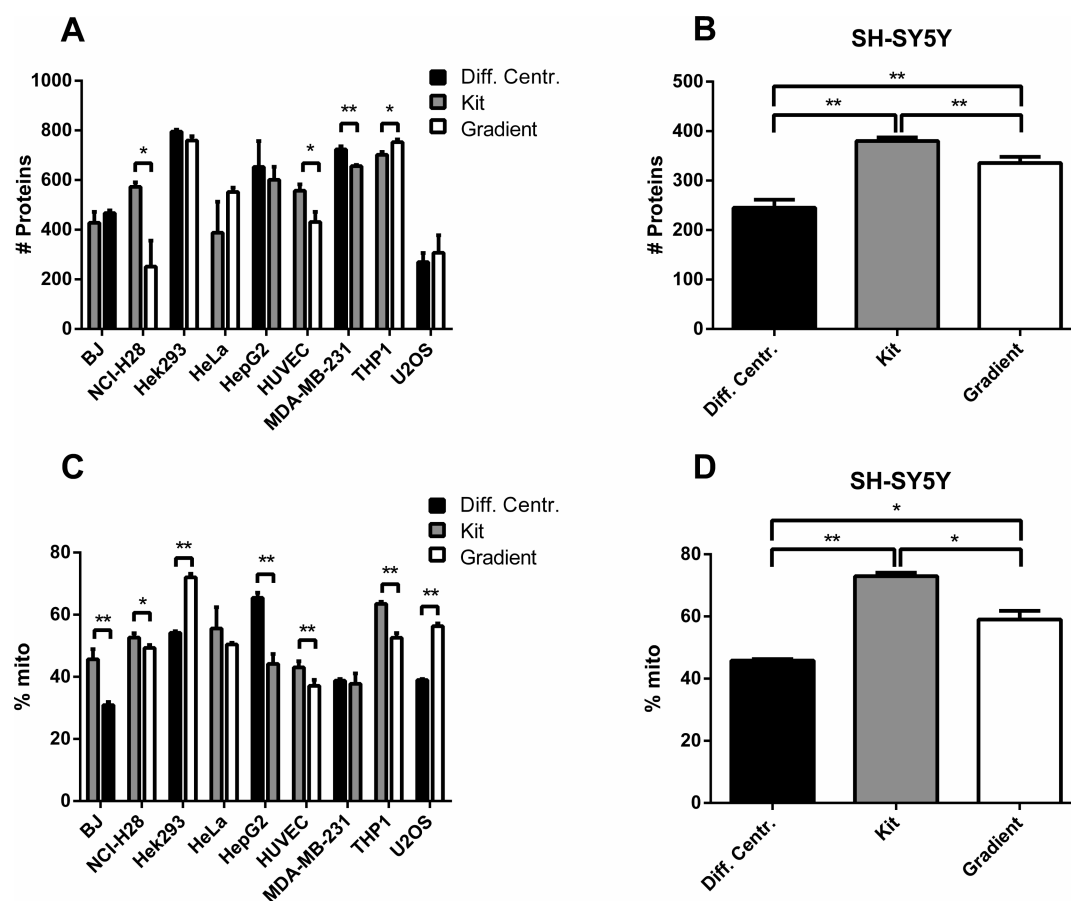 A
Diff. Centr.
Kit
Gradient
# Proteins
1000
800
600
400
200
0
*
*
**
*
BJ
NCI-H28
Hek293
HeLa
HepG2
HUVEC
MDA-MB-231
THP1
U2OS
B
SH-SY5Y
# Proteins
500
400
300
200
100
0
**
**
**
Diff. Centr.
Kit
Gradient
C
Diff. Centr.
Kit
Gradient
% mito
80
60
40
20
0
**
*
**
**
**
**
**
BJ
NCI-H28
Hek293
HeLa
HepG2
HUVEC
MDA-MB-231
THP1
U2OS
D
SH-SY5Y
% mito
80
60
40
20
0
*
**
*
Diff. Centr.
Kit
Gradient